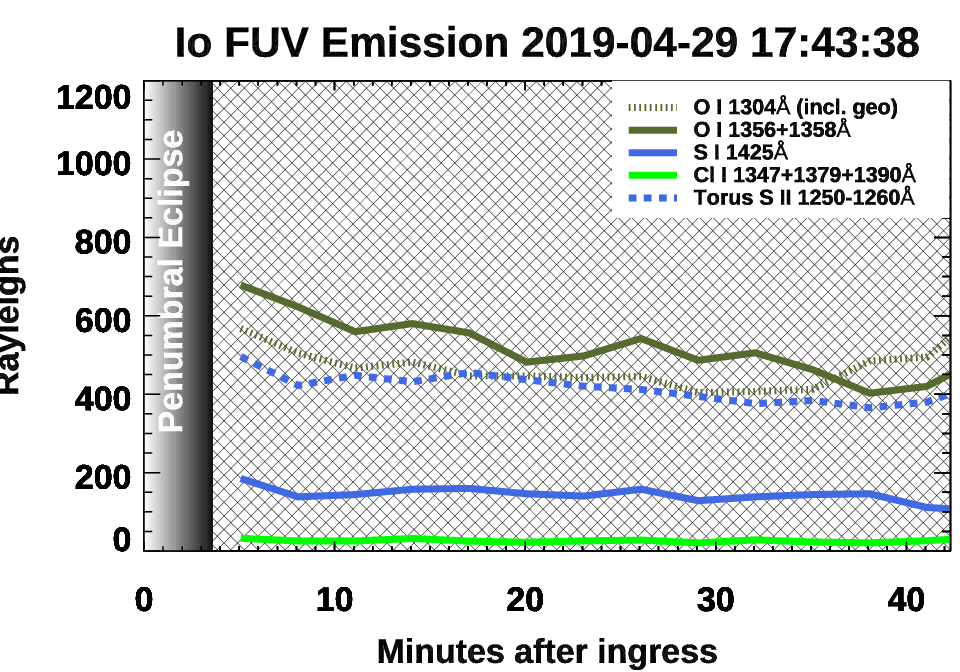 Io FUV Emission 2019-04-29 17:43:38
1200
1000
800
600
400
200
0
Rayleighs
Penumbral Eclipse
O I 1304Å (incl. geo)
O I 1356+1358Å
S I 1425Å
Cl I 1347+1379+1390Å
Torus S II 1250-1260Å
0 10 20 30 40
Minutes after ingress